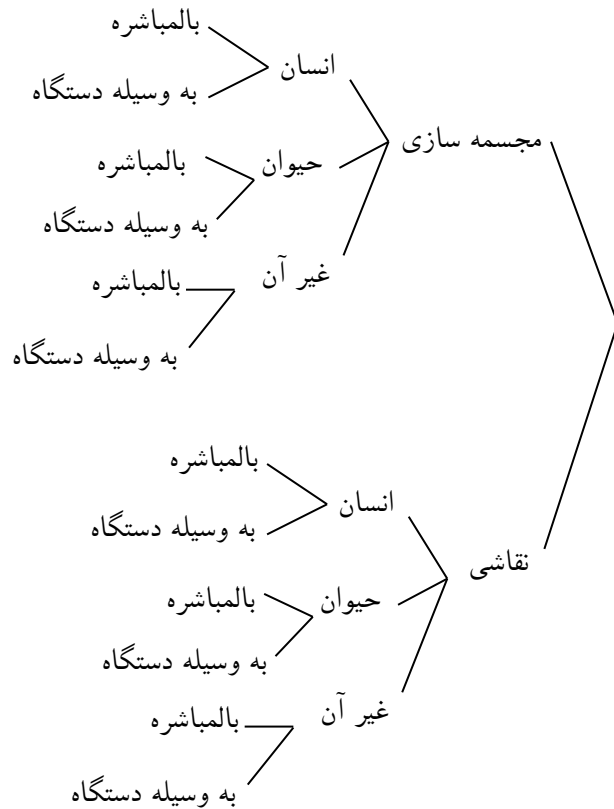 بالمباشره
انسان
به وسیله دستگاه
مجسمه سازی
بالمباشره
حیوان
به وسیله دستگاه
غیر آن
بالمباشره
به وسیله دستگاه
بالمباشره
انسان
به وسیله دستگاه
نقاشی
بالمباشره
حیوان
به وسیله دستگاه
غیر آن
بالمباشره
به وسیله دستگاه